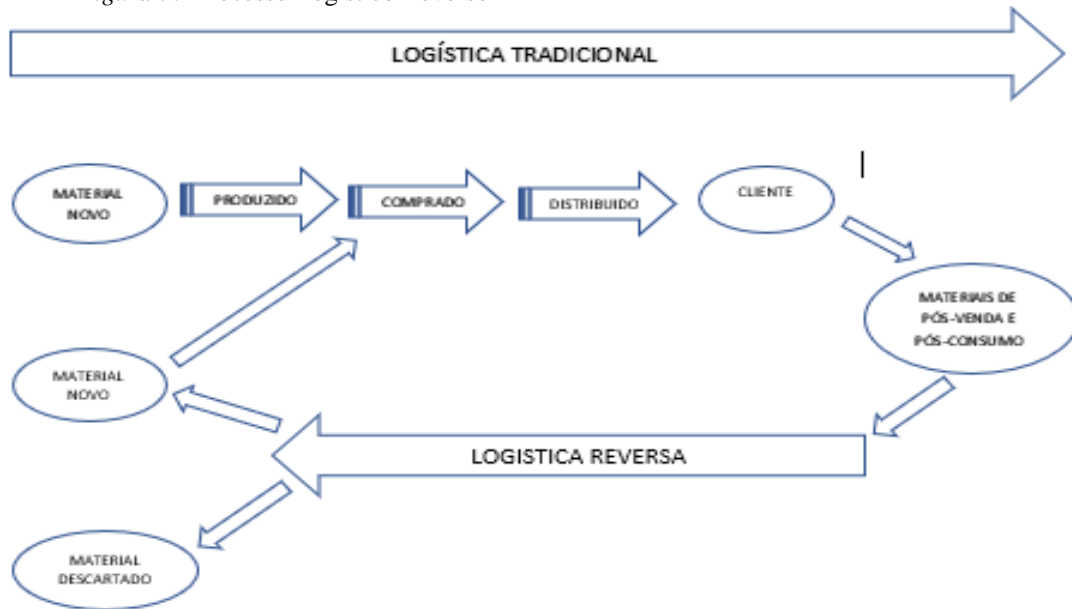 LOGÍSTICA TRADICIONAL
MATERIAL
NOVO
PRODUZIDO
COMPRADO
DISTRIBUIDO
CLIENTE
MATERIAIS DE
PÓS-VENDA E
PÓS-CONSUMO
MATERIAL
NOVO
LOGISTICA REVERSA
MATERIAL
DESCARTADO